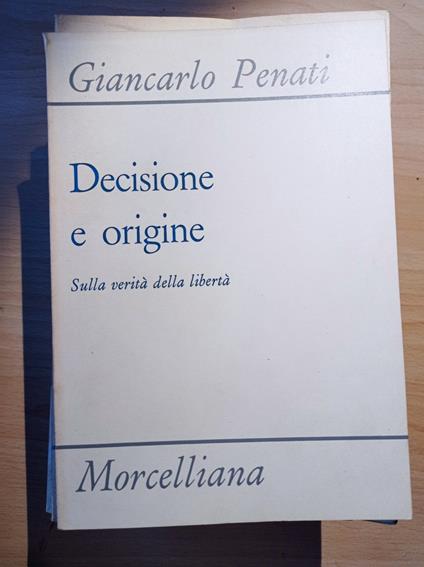 Giancarlo Penati
Decisione
e origine
Sulla verità della libertà
Morcelliana